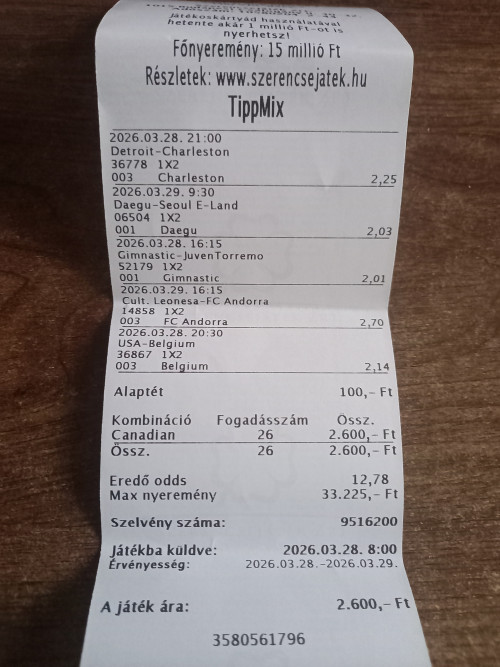 Játékoskártyád használatával
hetente akár 1 millió Ft-ot is
nyerhetsz!
Főnyeremény: 15 millió Ft
Részletek: www.szerencsejatek.hu
TippMix
2026.03.28. 21:00
Detroit-Charleston
36778 1X2
003 Charleston 2,25
2026.03.29. 9:30
Daegu-Seoul E-Land
06504 1X2
001 Daegu 2,03
2026.03.28. 16:15
Gimnastic-JuvenTorremo
52179 1X2
001 Gimnastic 2,01
2026.03.29. 16:15
Cult. Leonesa-FC Andorra
14858 1X2
003 FC Andorra 2,70
2026.03.28. 20:30
USA-Belgium
36867 1X2
003 Belgium 2,14
Alaptét 100,- Ft
Kombináció Fogadásszám Össz.
Canadian 26 2.600,- Ft
Össz. 26 2.600,- Ft
Eredő odds 12,78
Max nyeremény 33.225,- Ft
Szelvény száma: 9516200
Játékba küldve: 2026.03.28. 8:00
Érvényesség: 2026.03.28.-2026.03.29.
A játék ára: 2.600,- Ft
3580561796